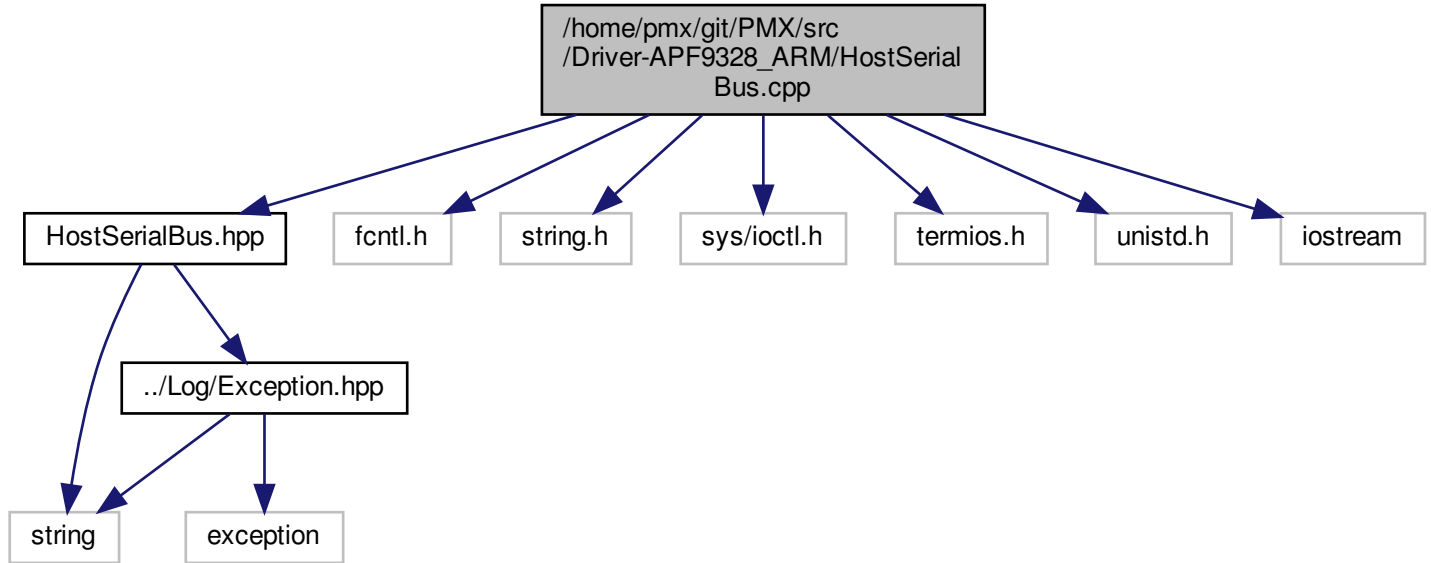 /home/pmx/git/PMX/src
/Driver-APF9328_ARM/HostSerial
Bus.cpp
HostSerialBus.hpp
fcntl.h
string.h
sys/ioctl.h
termios.h
unistd.h
iostream
../Log/Exception.hpp
string
exception